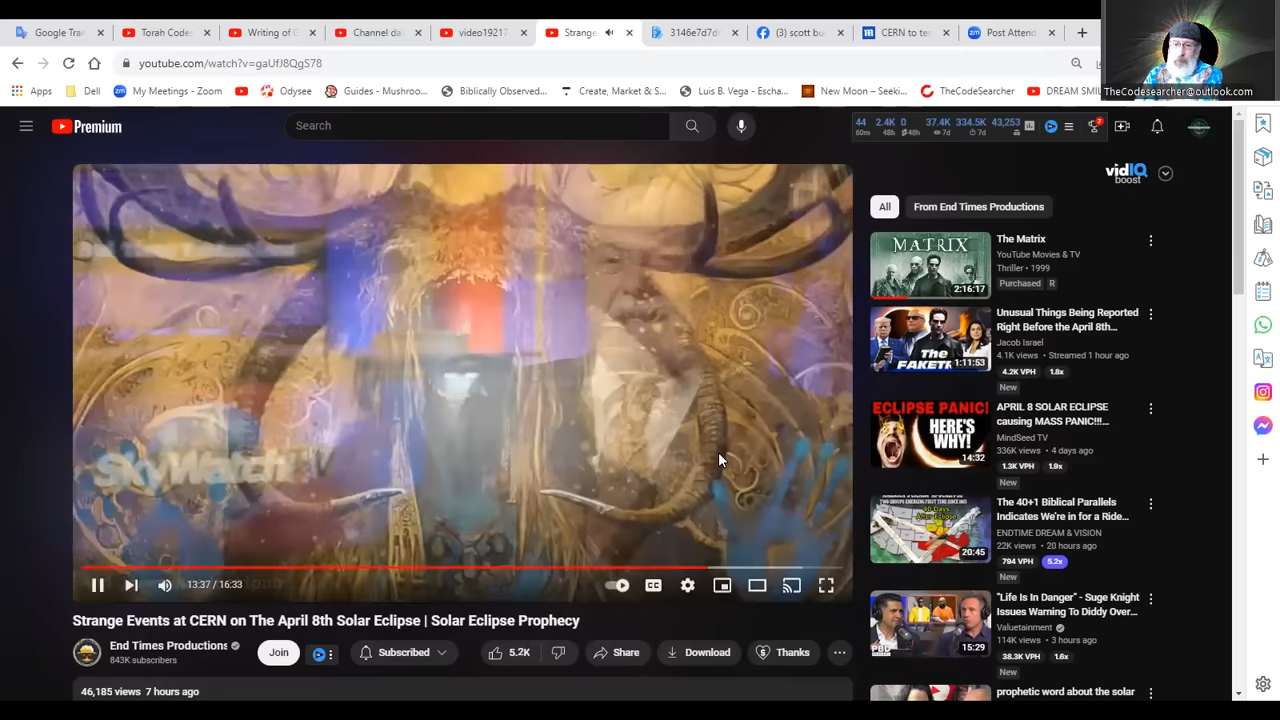 Google Tra
Torah Code
Writing of G
Channel da
video19217
Strange
3146e7d7d
(3) scott bu
CERN to te
Post Attend
youtube.com/watch?v=gaUfJ8QgS78
TheCodesearcher@outlook.com
Apps
Dell
My Meetings - Zoom
Odysee
Guides - Mushroo...
Biblically Observed...
Create, Market & S...
Luis B. Vega - Escha...
New Moon – Seeki...
TheCodeSearcher
DREAM SMIL
Premium
Search
44 2.4K 0 37.4K 334.5K 43,253
60m 48h 48h 7d 7d
vidIQ
boost
All
From End Times Productions
MATRIX
2:16:17
The Matrix
YouTube Movies & TV
Thriller • 1999
Purchased R
The
FAKET
1:11:53
Unusual Things Being Reported
Right Before the April 8th...
Jacob Israel
4.1K views • Streamed 1 hour ago
4.2K VPH 1.8x
New
ECLIPSE PANIC!
HERE'S
WHY!
14:32
APRIL 8 SOLAR ECLIPSE
causing MASS PANIC!!!...
MindSeed TV
336K views • 4 days ago
1.3K VPH 1.9x
New
20:45
The 40+1 Biblical Parallels
Indicates We're in for a Ride...
ENDTIME DREAM & VISION
22K views • 20 hours ago
794 VPH 5.2x
New
PBD
15:29
"Life Is In Danger" - Suge Knight
Issues Warning To Diddy Over...
Valuetainment
114K views • 3 hours ago
38.3K VPH 1.6x
New
prophetic word about the solar
13:37 / 16:33
CC
Strange Events at CERN on The April 8th Solar Eclipse | Solar Eclipse Prophecy
End Times Productions
843K subscribers
Join
Subscribed
5.2K
Share
Download
Thanks
46,185 views 7 hours ago